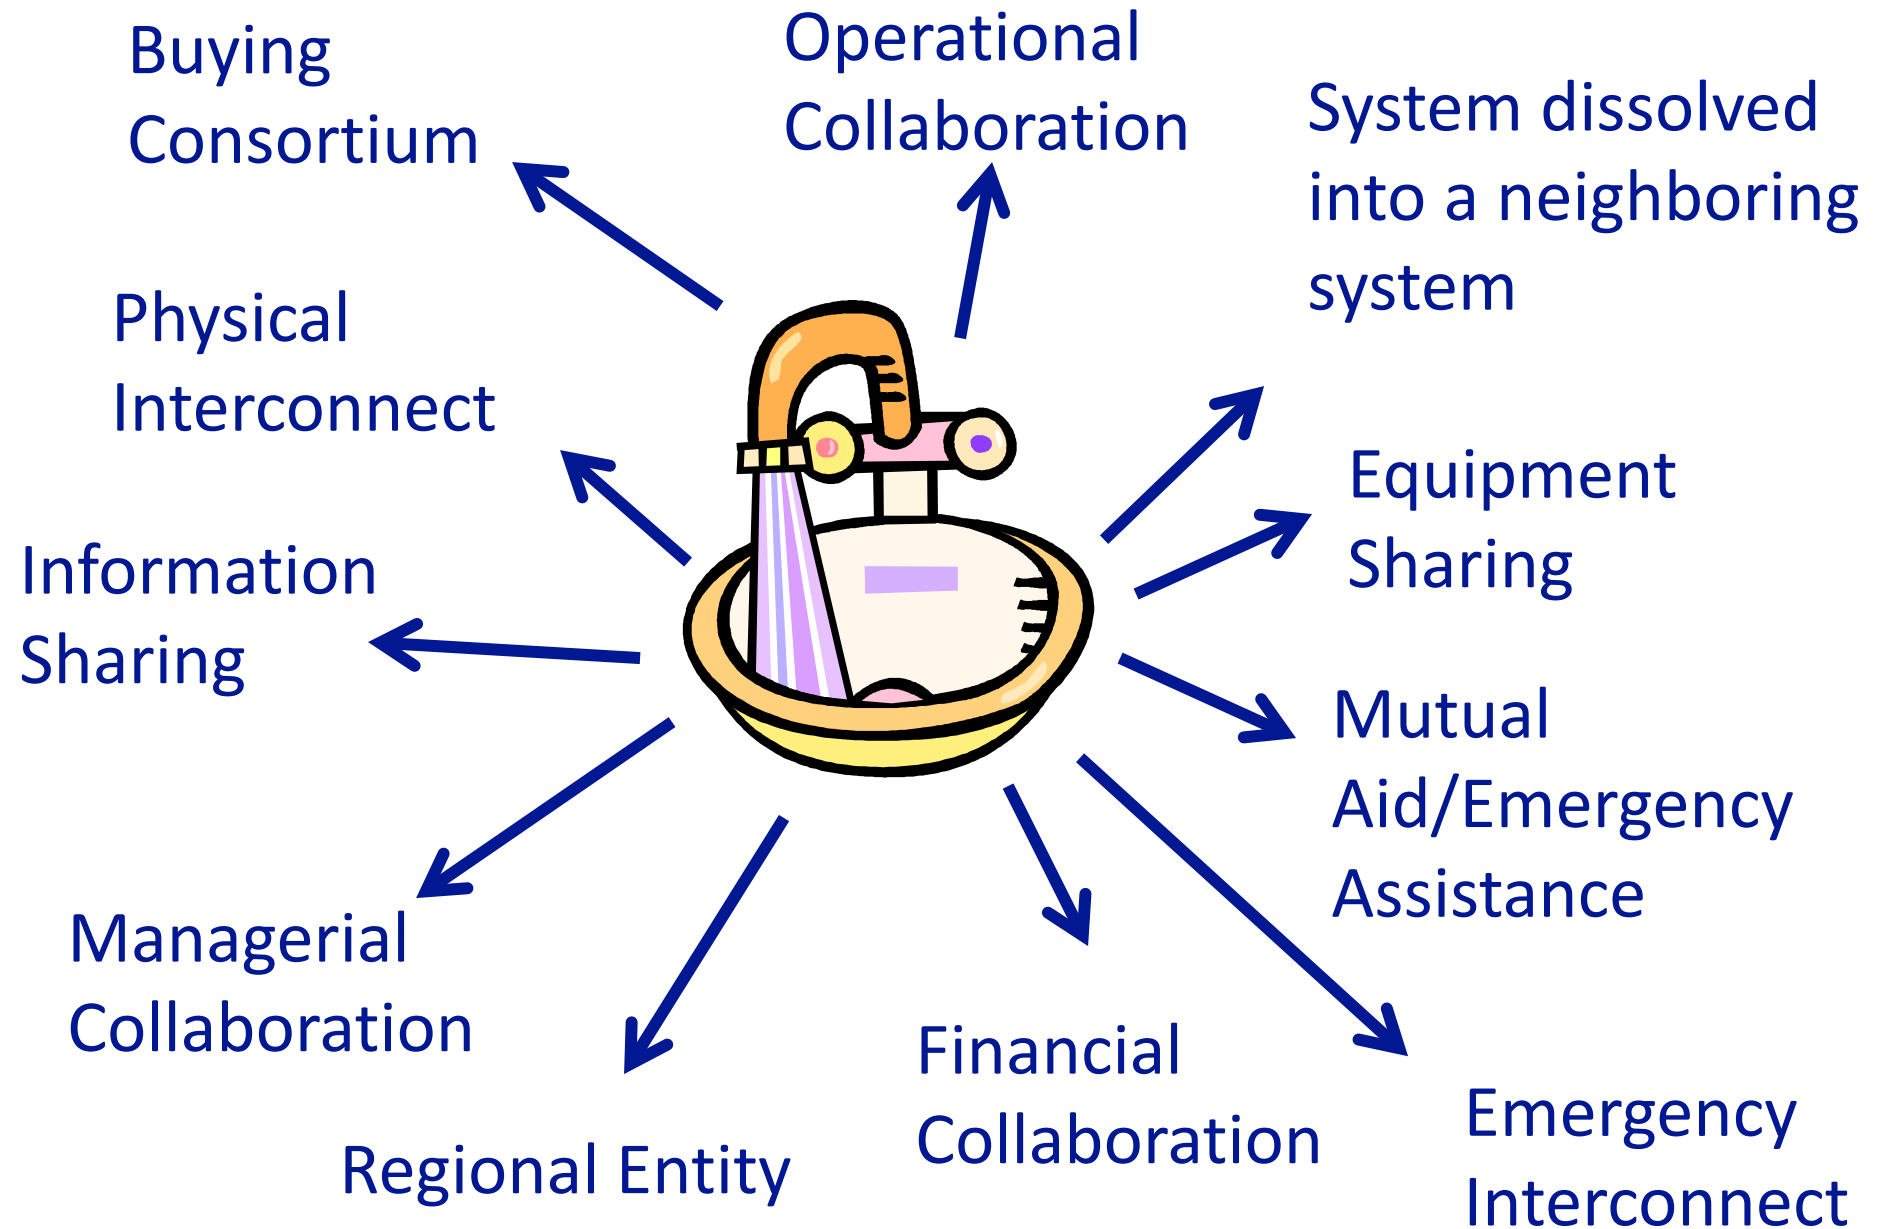 Buying
Consortium
Operational
Collaboration
System dissolved
into a neighboring
system
Physical
Interconnect
Equipment
Sharing
Information
Sharing
Mutual
Aid/Emergency
Assistance
Managerial
Collaboration
Financial
Collaboration
Regional Entity
Emergency
Interconnect